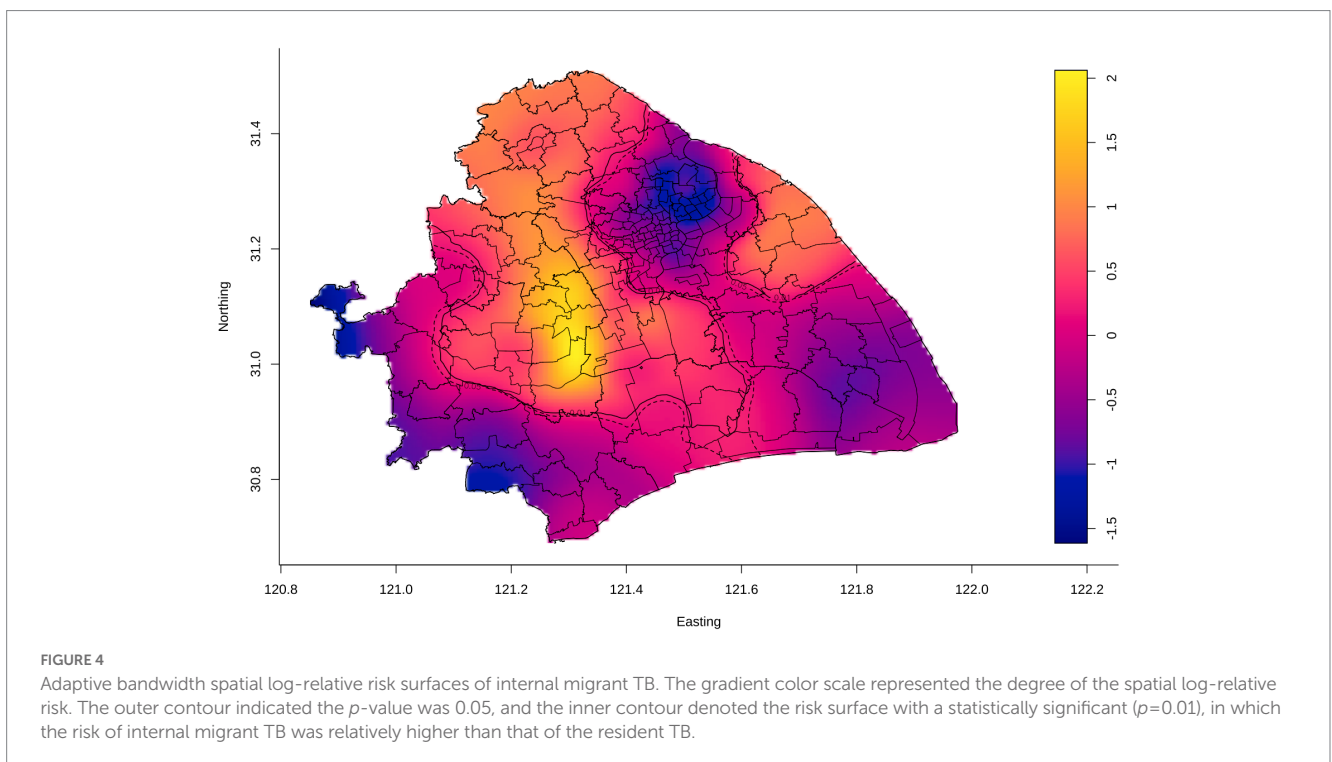 31.4
31.2
31.0
30.8
Northing
120.8 121.0 121.2 121.4 121.6 121.8 122.0 122.2
Easting
2
1.5
1
0.5
0
-0.5
-1
-1.5
0.01
FIGURE 4
Adaptive bandwidth spatial log-relative risk surfaces of internal migrant TB. The gradient color scale represented the degree of the spatial log-relative
risk. The outer contour indicated the p-value was 0.05, and the inner contour denoted the risk surface with a statistically significant (p=0.01), in which
the risk of internal migrant TB was relatively higher than that of the resident TB.